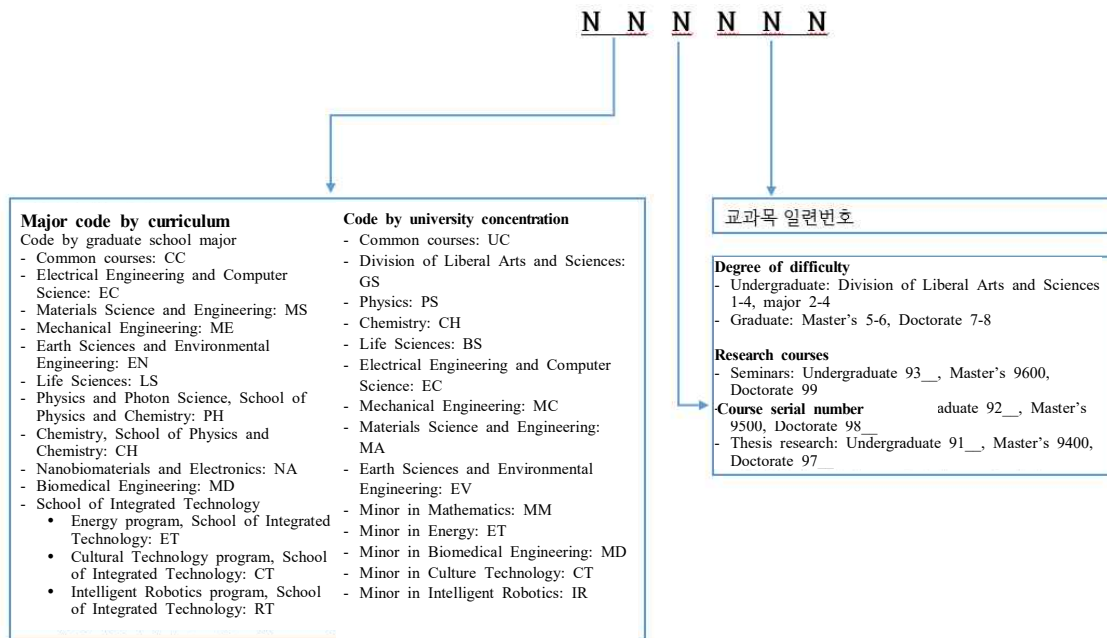 N N N N N N
Major code by curriculum
Code by graduate school major
- Common courses: CC
- Electrical Engineering and Computer
Science: EC
- Materials Science and Engineering: MS
- Mechanical Engineering: ME
- Earth Sciences and Environmental
Engineering: EN
- Life Sciences: LS
- Physics and Photon Science, School of
Physics and Chemistry: PH
- Chemistry, School of Physics and
Chemistry: CH
- Nanobiomaterials and Electronics: NA
- Biomedical Engineering: MD
- School of Integrated Technology
• Energy program, School of Integrated
Technology: ET
• Cultural Technology program, School
of Integrated Technology: CT
• Intelligent Robotics program, School
of Integrated Technology: RT
Code by university concentration
- Common courses: UC
- Division of Liberal Arts and Sciences:
GS
- Physics: PS
- Chemistry: CH
- Life Sciences: BS
- Electrical Engineering and Computer
Science: EC
- Mechanical Engineering: MC
- Materials Science and Engineering:
MA
- Earth Sciences and Environmental
Engineering: EV
- Minor in Mathematics: MM
- Minor in Energy: ET
- Minor in Biomedical Engineering: MD
- Minor in Culture Technology: CT
- Minor in Intelligent Robotics: IR
교과목 일련번호
Degree of difficulty
- Undergraduate: Division of Liberal Arts and Sciences
1-4, major 2-4
- Graduate: Master's 5-6, Doctorate 7-8
Research courses
- Seminars: Undergraduate 93__, Master's 9600,
Doctorate 99
-Course serial number aduate 92__, Master's
9500, Doctorate 98__
- Thesis research: Undergraduate 91__, Master's 9400,
Doctorate 97__